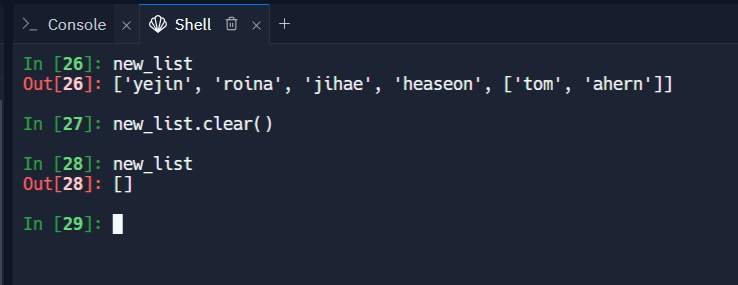 Console × Shell × +
In [26]: new_list
Out[26]: ['yejin', 'roina', 'jihae', 'heaseon', ['tom', 'ahern']]
In [27]: new_list.clear()
In [28]: new_list
Out[28]: []
In [29]: